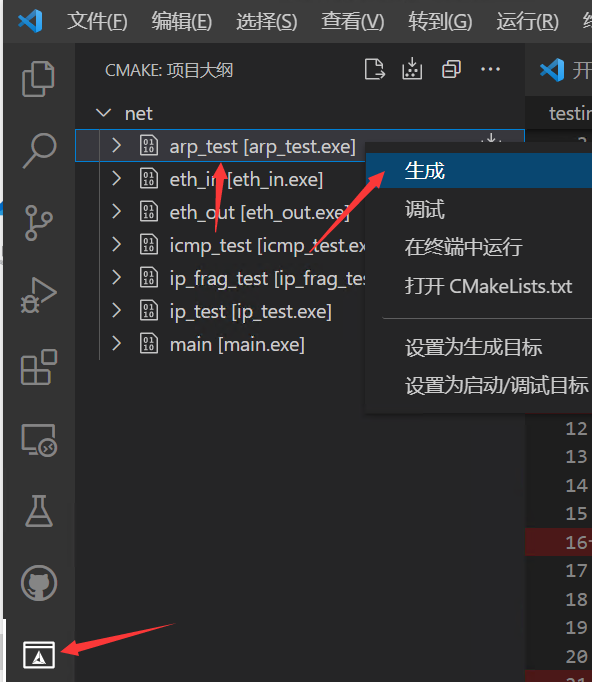 文件(F) 编辑(E) 选择(S) 查看(V) 转到(G) 运行(R)
CMAKE: 项目大纲
开
net
testin
arp_test [arp_test.exe]
eth_in [eth_in.exe]
eth_out [eth_out.exe]
icmp_test [icmp_test.ex
ip_frag_test [ip_frag_tes
ip_test [ip_test.exe]
main [main.exe]
生成
调试
在终端中运行
打开 CMakeLists.txt
设置为生成目标
设置为启动/调试目标
12
13
14
15
16
17
18
19
20